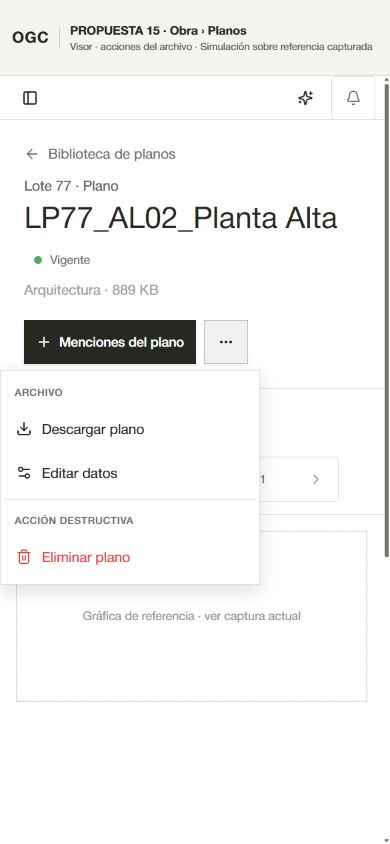 OGC
PROPUESTA 15 · Obra › Planos
Visor · acciones del archivo · Simulación sobre referencia capturada
Biblioteca de planos
Lote 77 · Plano
LP77_AL02_Planta Alta
Vigente
Arquitectura · 889 KB
Menciones del plano
ARCHIVO
Descargar plano
Editar datos
1
ACCIÓN DESTRUCTIVA
Eliminar plano
Gráfica de referencia · ver captura actual